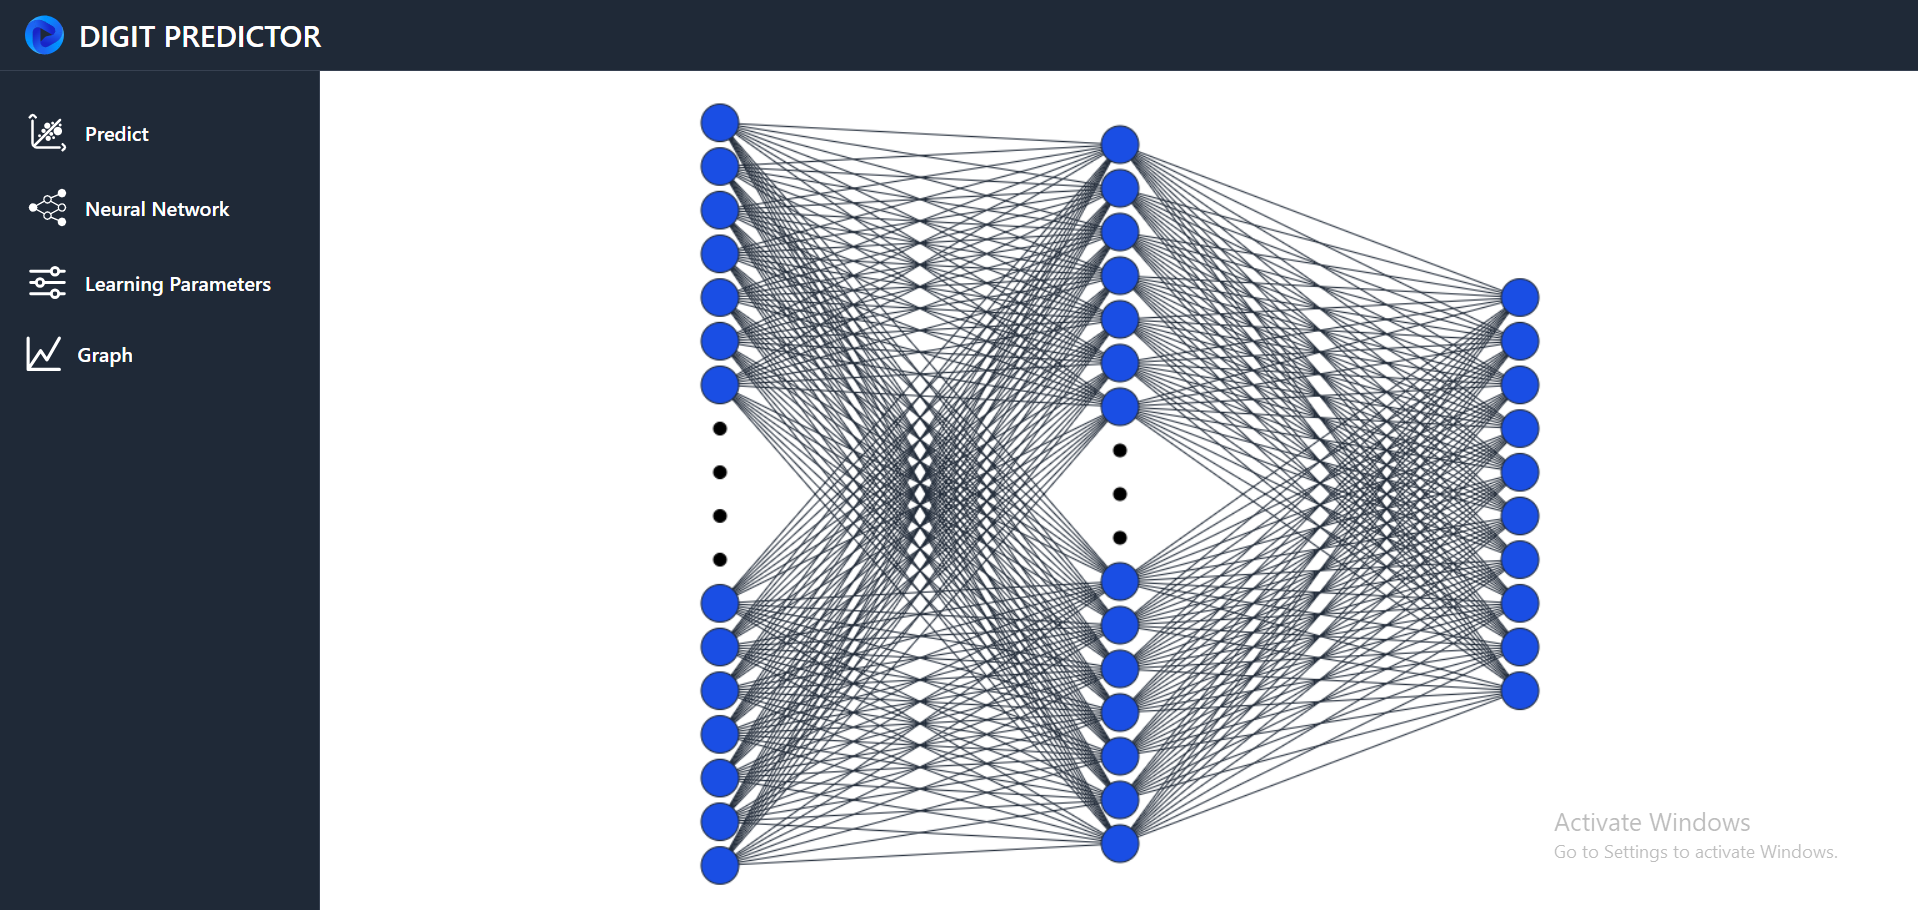 DIGIT PREDICTOR
Predict
Neural Network
Learning Parameters
Graph
Activate Windows
Go to Settings to activate Windows.